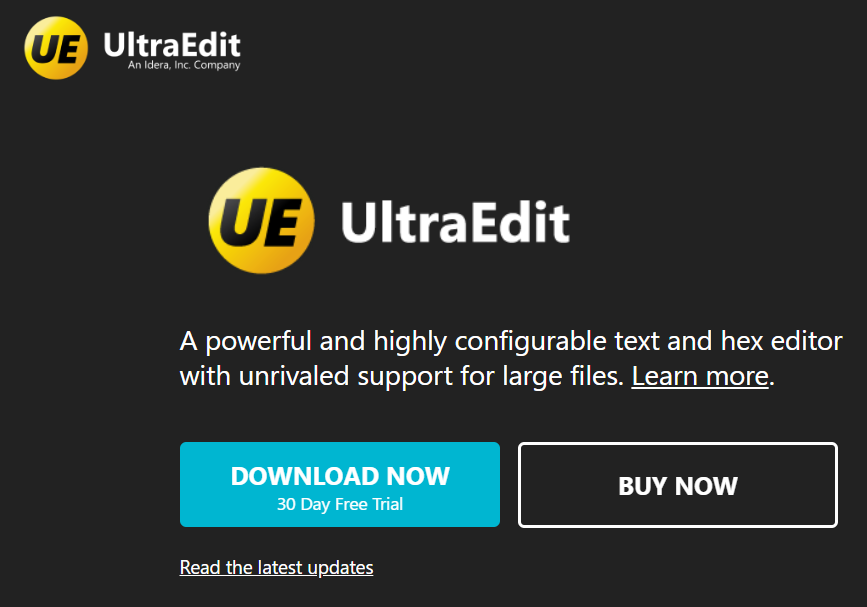 UE UltraEdit
An Idera, Inc. Company
UE UltraEdit
A powerful and highly configurable text and hex editor
with unrivaled support for large files. Learn more.
DOWNLOAD NOW
30 Day Free Trial
BUY NOW
Read the latest updates